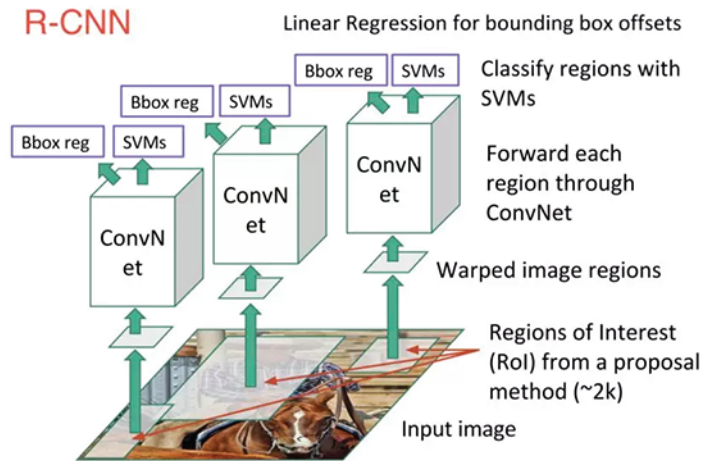 R-CNN
Linear Regression for bounding box offsets
Bbox reg
SVMs
Classify regions with
SVMs
Bbox reg
SVMs
Bbox reg
SVMs
ConvN
et
ConvN
et
ConvN
et
Forward each
region through
ConvNet
Warped image regions
Regions of Interest
(RoI) from a proposal
method (~2k)
Input image